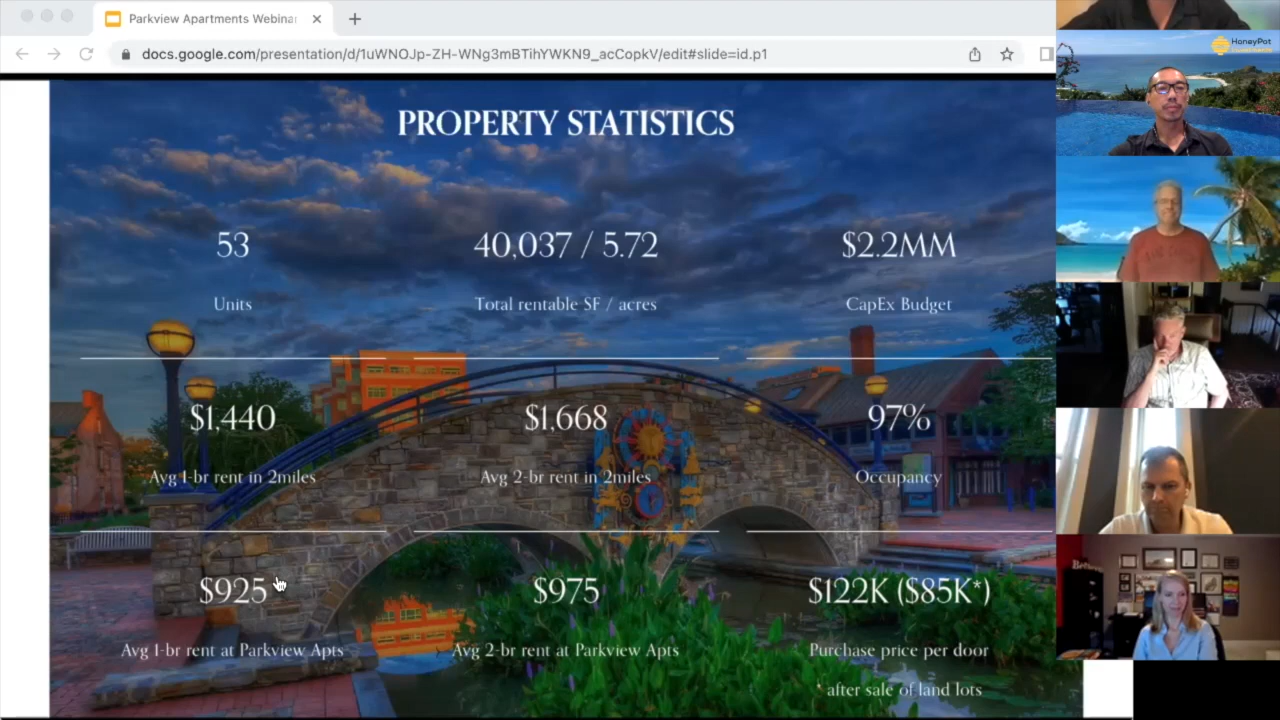 Parkview Apartments Webinar
docs.google.com/presentation/d/1uWNOJp-ZH-WNg3mBTihYWKN9_acCopkV/edit#slide=id.p1
HoneyPot
PROPERTY STATISTICS
53
40,037 / 5.72
$2.2MM
Units
Total rentable SF / acres
CapEx Budget
$1,440
$1,668
97%
Avg 1-br rent in 2miles
Avg 2-br rent in 2miles
Occupancy
$925
$975
$122K ($85K*)
Avg 1-br rent at Parkview Apts
Avg 2-br rent at Parkview Apts
Purchase price per door
* after sale of land lots